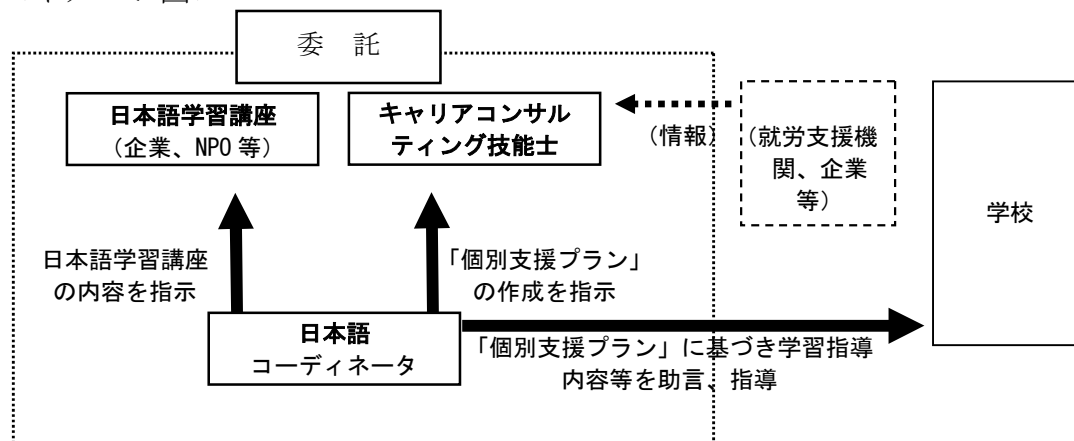 委 託
日本語学習講座
（企業、NPO等）
キャリアコンサル
ティング技能士
（情報）
（就労支援機
関、企業
等）
学校
日本語学習講座
の内容を指示
「個別支援プラン」
の作成を指示
日本語
コーディネータ
「個別支援プラン」に基づき学習指導
内容等を助言、指導